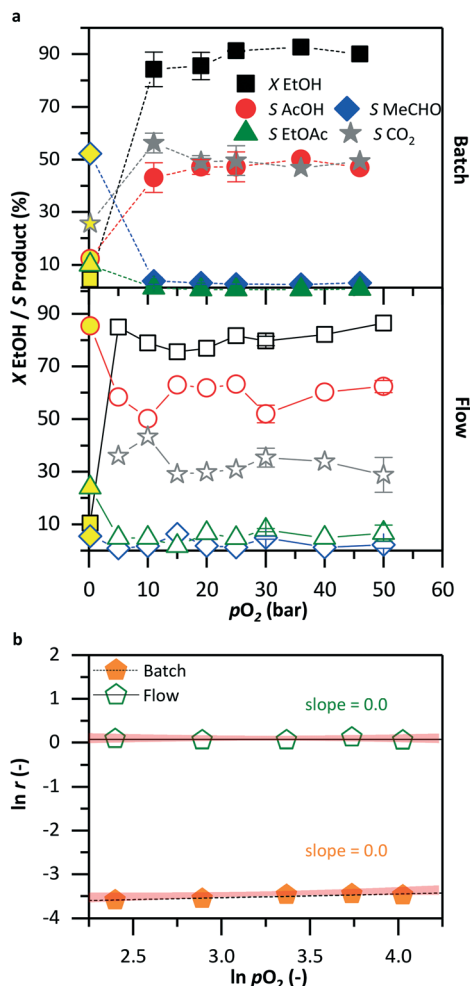 a
90
70
50
30
10
X EtOH
S AcOH
S MeCHO
S EtOAc
S CO₂
Batch
X EtOH / S Product (%)
90
70
50
30
10
Flow
0
10
20
30
40
50
60
pO₂ (bar)
b
2
1
0
-1
-2
-3
-4
Batch
Flow
slope = 0.0
slope = 0.0
ln r (-)
2.5
3.0
3.5
4.0
ln pO₂ (-)